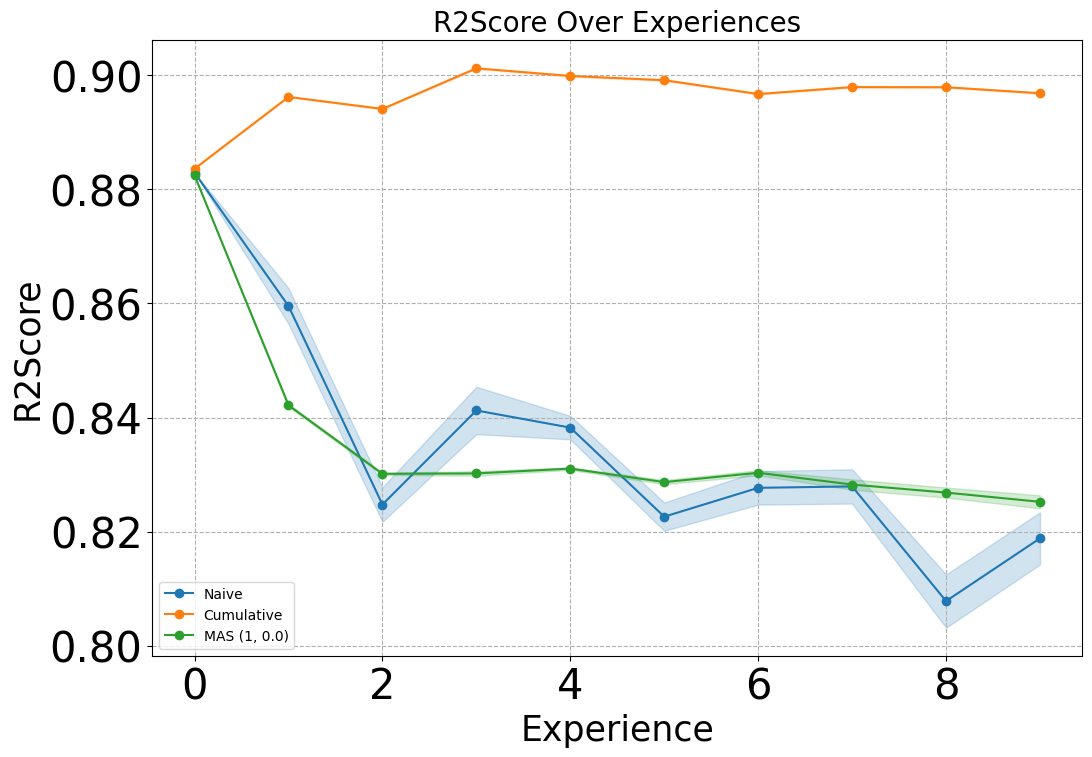 R2Score Over Experiences
R2Score
0.90
0.88
0.86
0.84
0.82
0.80
Naive
Cumulative
MAS (1, 0.0)
0 2 4 6 8
Experience